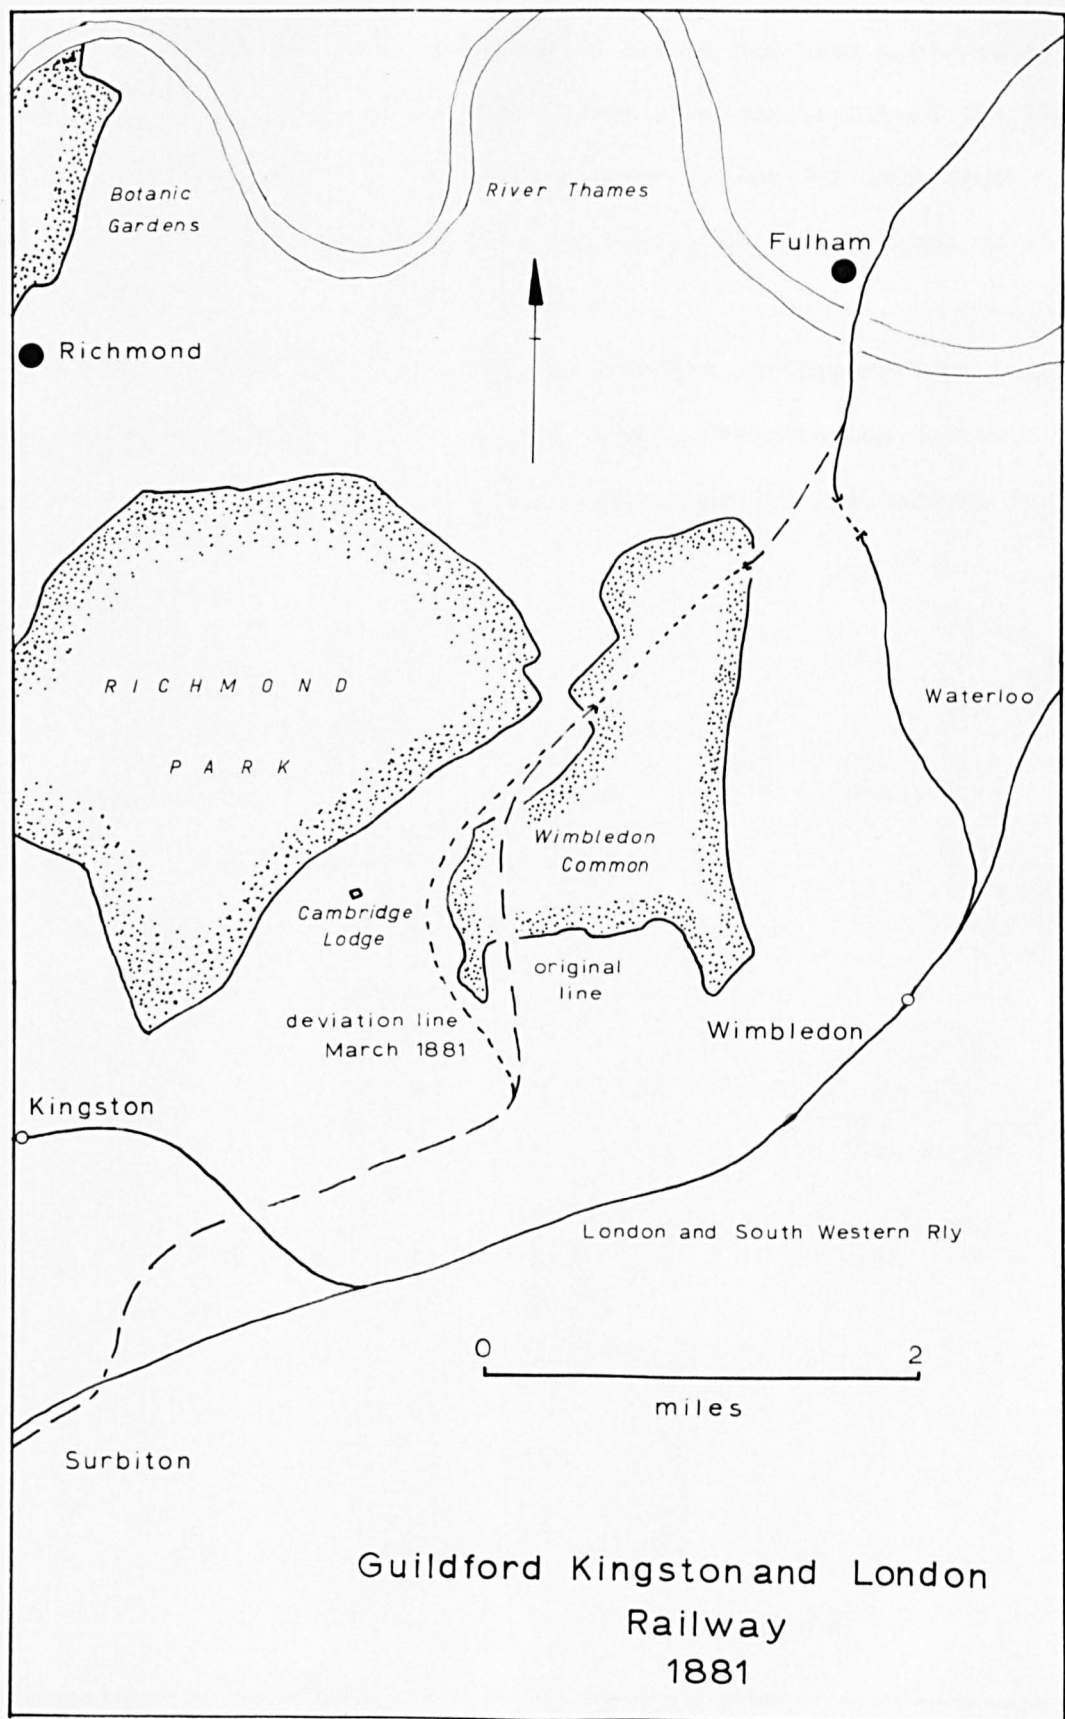 Botanic
Gardens
River Thames
Fulham
Richmond
RICHMOND
PARK
Waterloo
Wimbledon
Common
Cambridge
Lodge
original
line
deviation line
March 1881
Wimbledon
Kingston
London and South Western Rly
0 2
miles
Surbiton
Guildford Kingston and London
Railway
1881